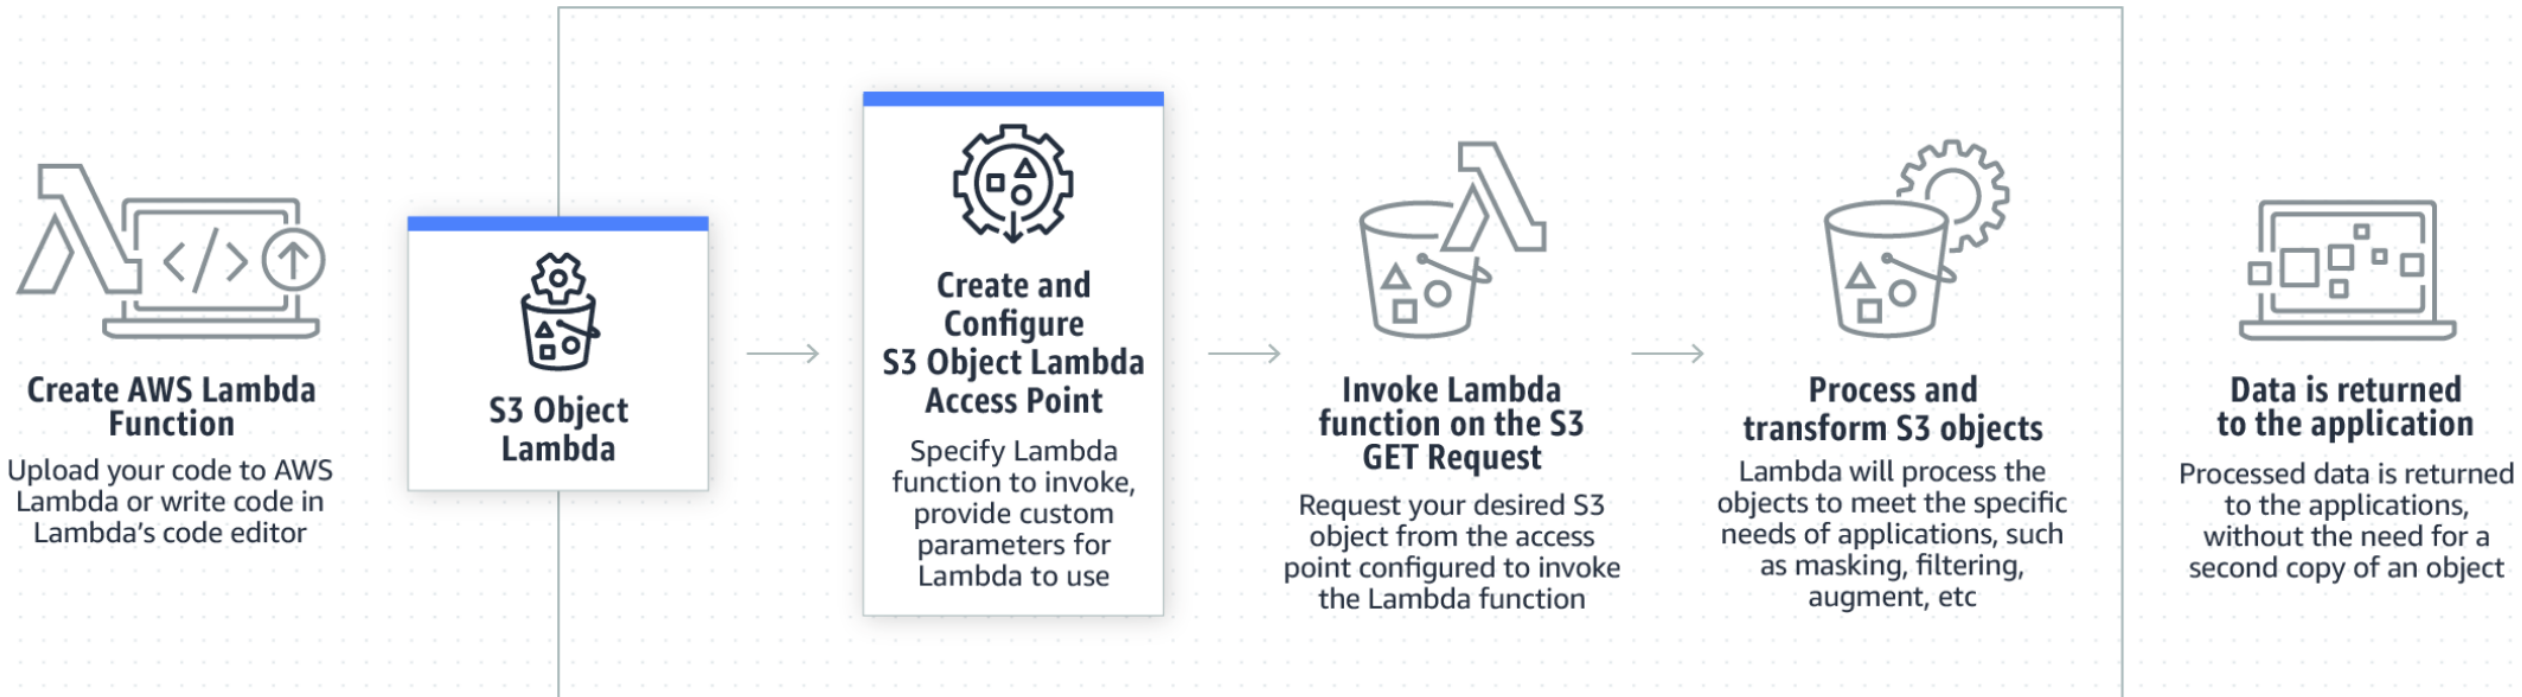 Create AWS Lambda
Function
Upload your code to AWS
Lambda or write code in
Lambda's code editor
</>
S3 Object
Lambda
Create and
Configure
S3 Object Lambda
Access Point
Specify Lambda
function to invoke,
provide custom
parameters for
Lambda to use
Invoke Lambda
function on the S3
GET Request
Request your desired S3
object from the access
point configured to invoke
the Lambda function
Process and
transform S3 objects
Lambda will process the
objects to meet the specific
needs of applications, such
as masking, filtering,
augment, etc
Data is returned
to the application
Processed data is returned
to the applications,
without the need for a
second copy of an object